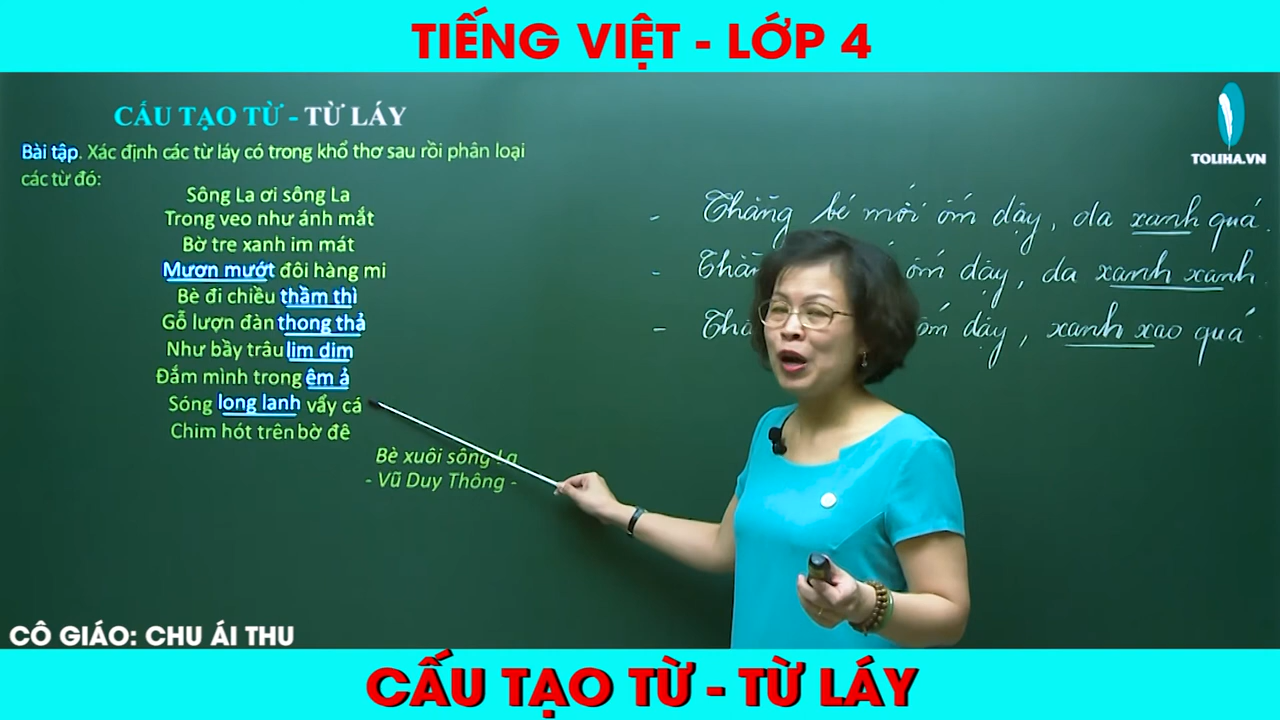 TIẾNG VIỆT - LỚP 4
CẤU TẠO TỪ - TỪ LÁY
Bài tập. Xác định các từ láy có trong khổ thơ sau rồi phân loại
các từ đó:
Sông La ơi sông La
Trong veo như ánh mắt
Bờ tre xanh im mát
Mươn mướt đôi hàng mi
Bè đi chiều thầm thì
Gỗ lượn đàn thong thả
Như bầy trâu lim dim
Đắm mình trong êm ả
Sóng long lanh vẩy cá
Chim hót trên bờ đê
Bè xuôi sông La
- Vũ Duy Thông -
TOLIHA.VN
- Thằng bé mới ốm dậy, da xanh quá.
- ốm dậy, da xanh xanh.
- ốm dậy, xanh xao quá.
CÔ GIÁO: CHU ÁI THU
CẤU TẠO TỪ - TỪ LÁY